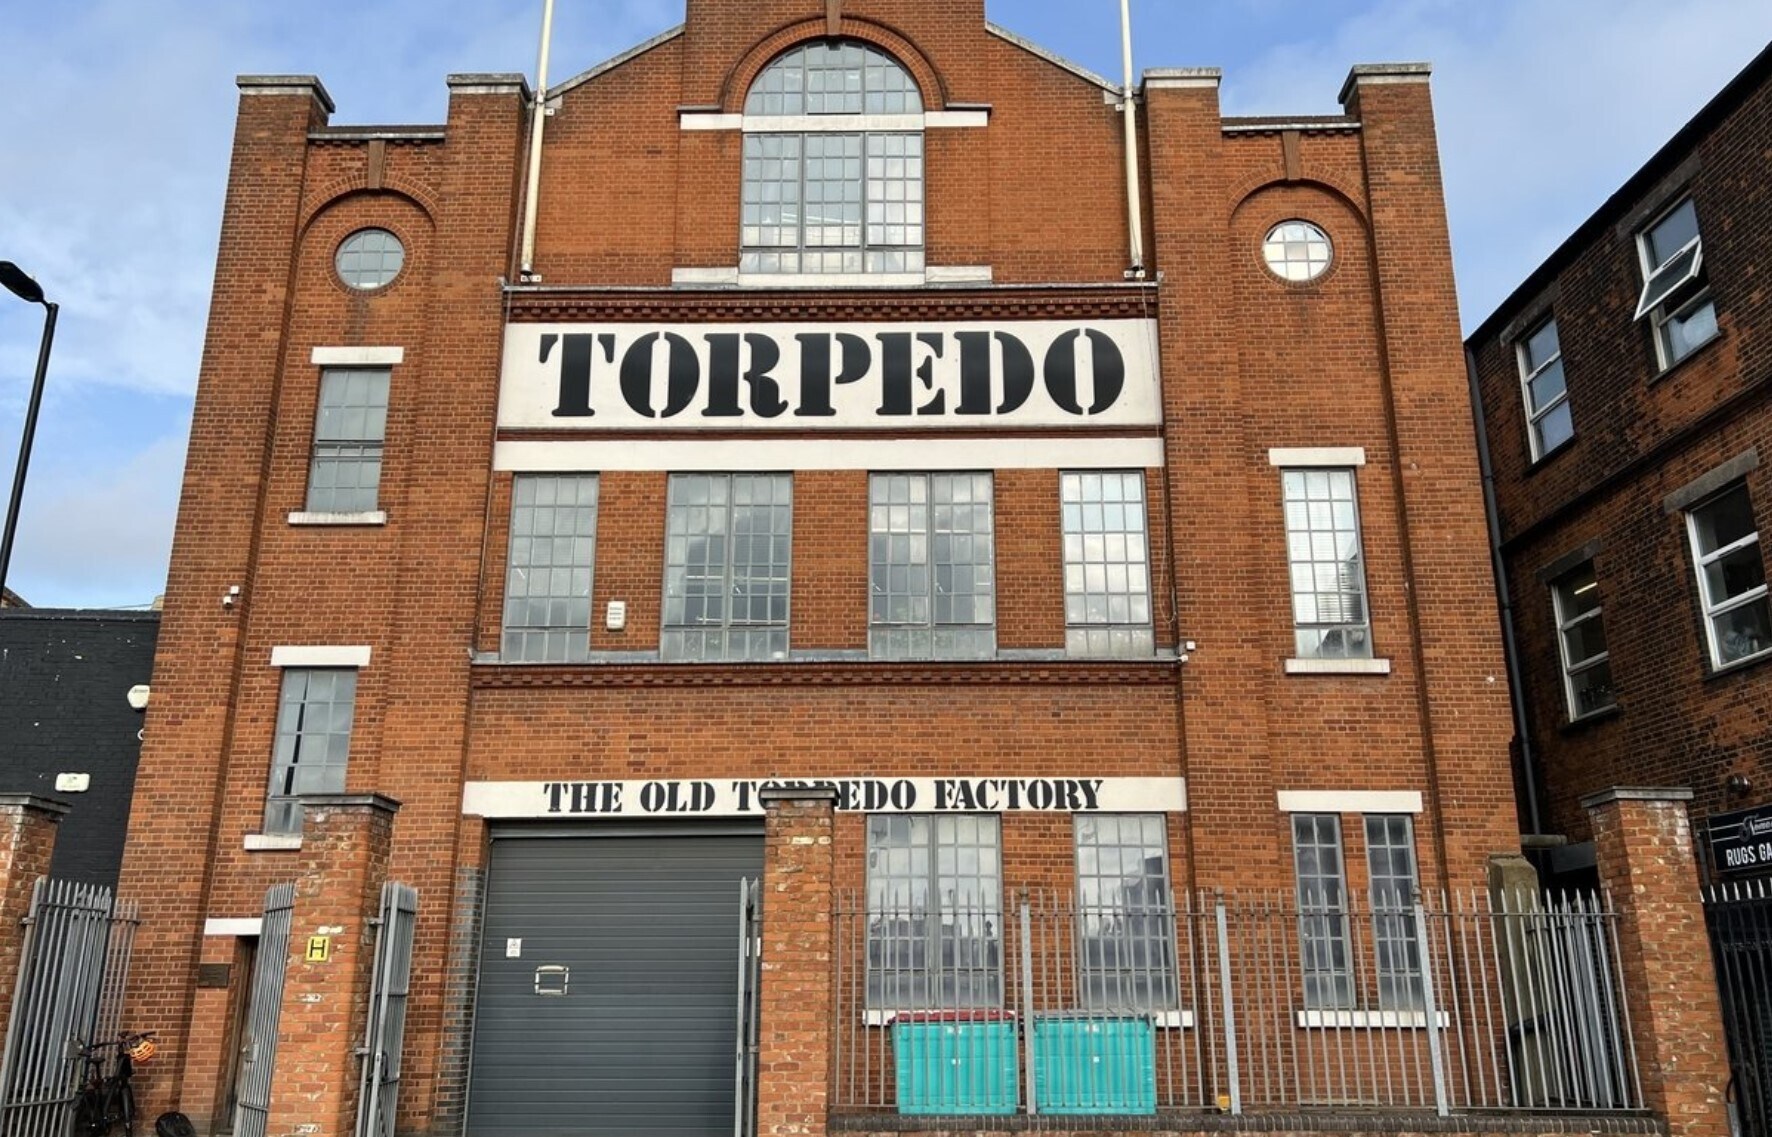 TORPEDO
THE OLD TORPEDO FACTORY
H
RUGS